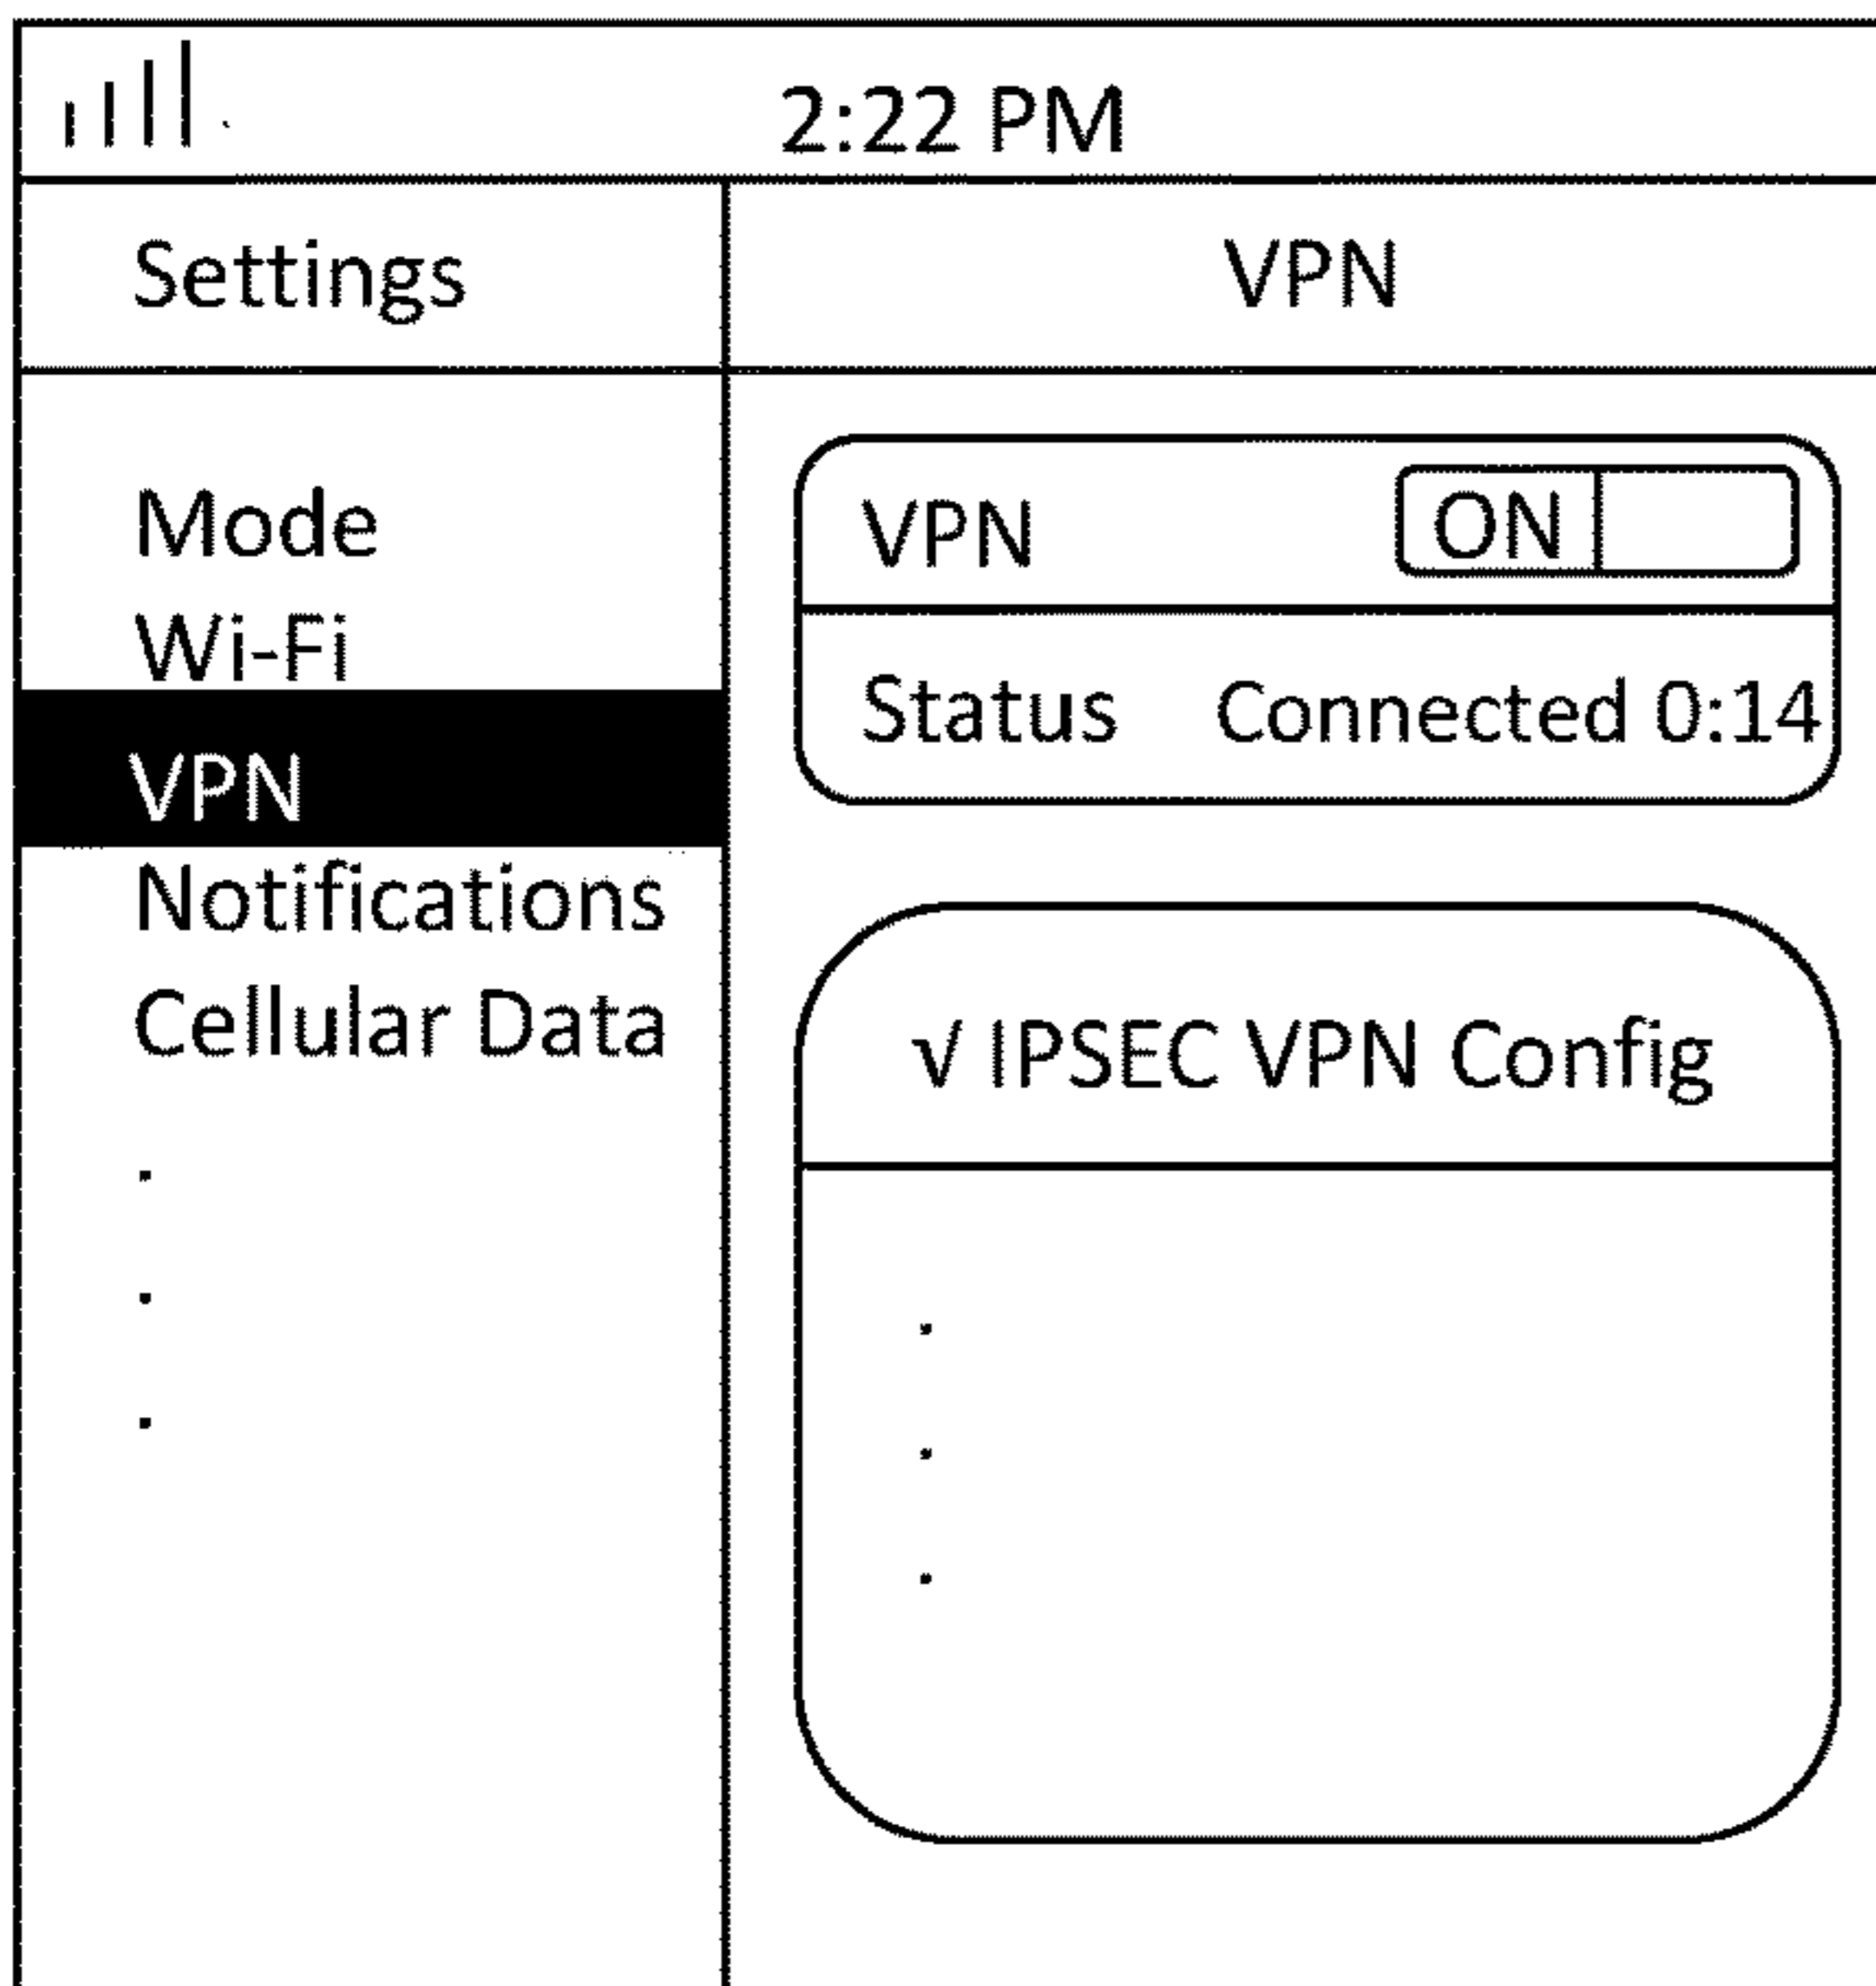 2:22 PM
Settings
VPN
Mode
Wi-Fi
VPN
Notifications
Cellular Data
.
.
.
VPN ON
Status Connected 0:14
√ IPSEC VPN Config
.
.
.